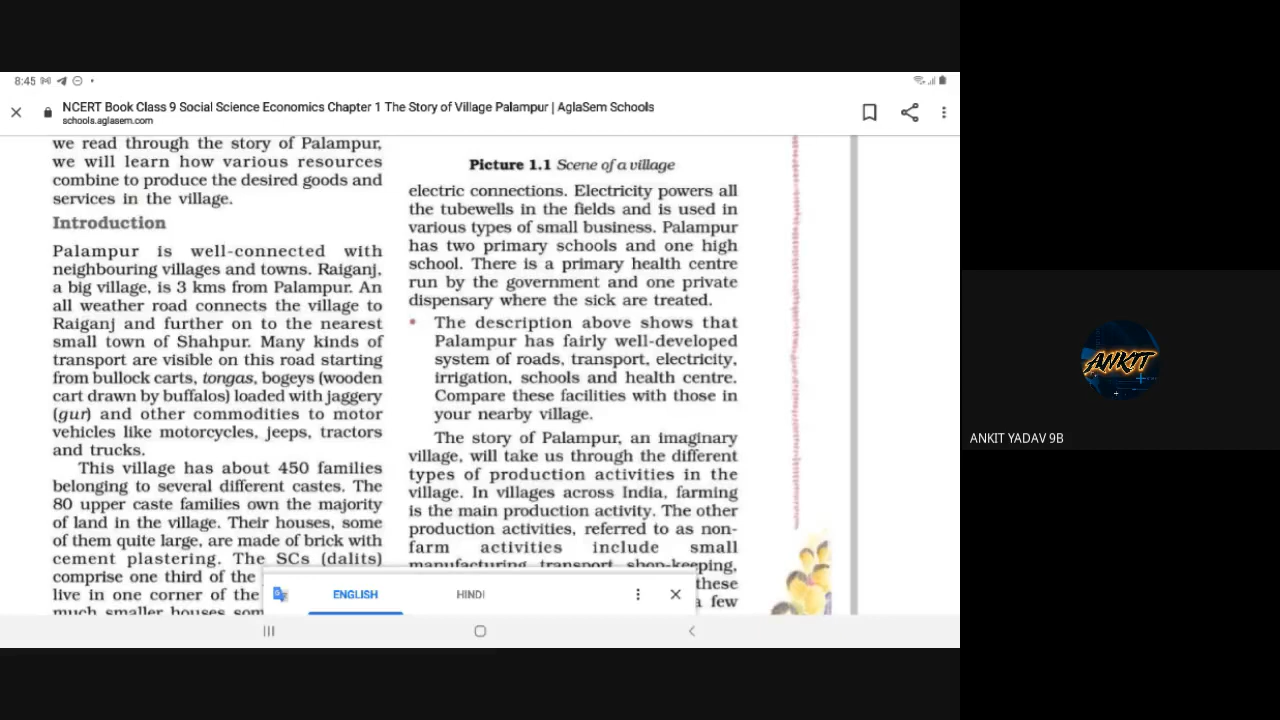 8:45
NCERT Book Class 9 Social Science Economics Chapter 1 The Story of Village Palampur | AglaSem Schools
schools.aglasem.com
we read through the story of Palampur,
we will learn how various resources
combine to produce the desired goods and
services in the village.
Introduction
Palampur is well-connected with
neighbouring villages and towns. Raiganj,
a big village, is 3 kms from Palampur. An
all weather road connects the village to
Raiganj and further on to the nearest
small town of Shahpur. Many kinds of
transport are visible on this road starting
from bullock carts, tongas, bogeys (wooden
cart drawn by buffalos) loaded with jaggery
(gur) and other commodities to motor
vehicles like motorcycles, jeeps, tractors
and trucks.
This village has about 450 families
belonging to several different castes. The
80 upper caste families own the majority
of land in the village. Their houses, some
of them quite large, are made of brick with
cement plastering. The SCs (dalits)
comprise one third of the
live in one corner of the
much smaller houses some
Picture 1.1 Scene of a village
electric connections. Electricity powers all
the tubewells in the fields and is used in
various types of small business. Palampur
has two primary schools and one high
school. There is a primary health centre
run by the government and one private
dispensary where the sick are treated.
• The description above shows that
Palampur has fairly well-developed
system of roads, transport, electricity,
irrigation, schools and health centre.
Compare these facilities with those in
your nearby village.
The story of Palampur, an imaginary
village, will take us through the different
types of production activities in the
village. In villages across India, farming
is the main production activity. The other
production activities, referred to as non-
farm activities include small
manufacturing, transport, shop-keeping,
these
a few
ENGLISH
HINDI
ANKIT
ANKIT YADAV 9B